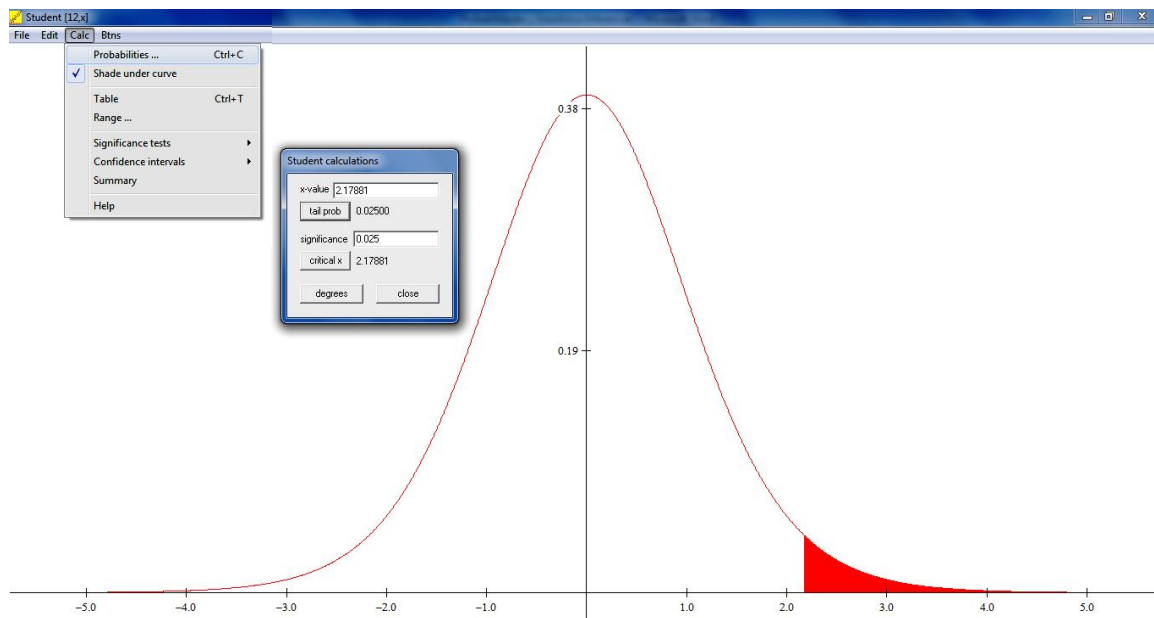 Student [12,x]
File Edit Calc Btns
Probabilities ... Ctrl+C
Shade under curve
Table Ctrl+T
Range ...
Significance tests
Confidence intervals
Summary
Help
Student calculations
x-value 2.17881
tail prob 0.02500
significance 0.025
critical x 2.17881
degrees close
0.38
0.19
−5.0 −4.0 −3.0 −2.0 −1.0 1.0 2.0 3.0 4.0 5.0